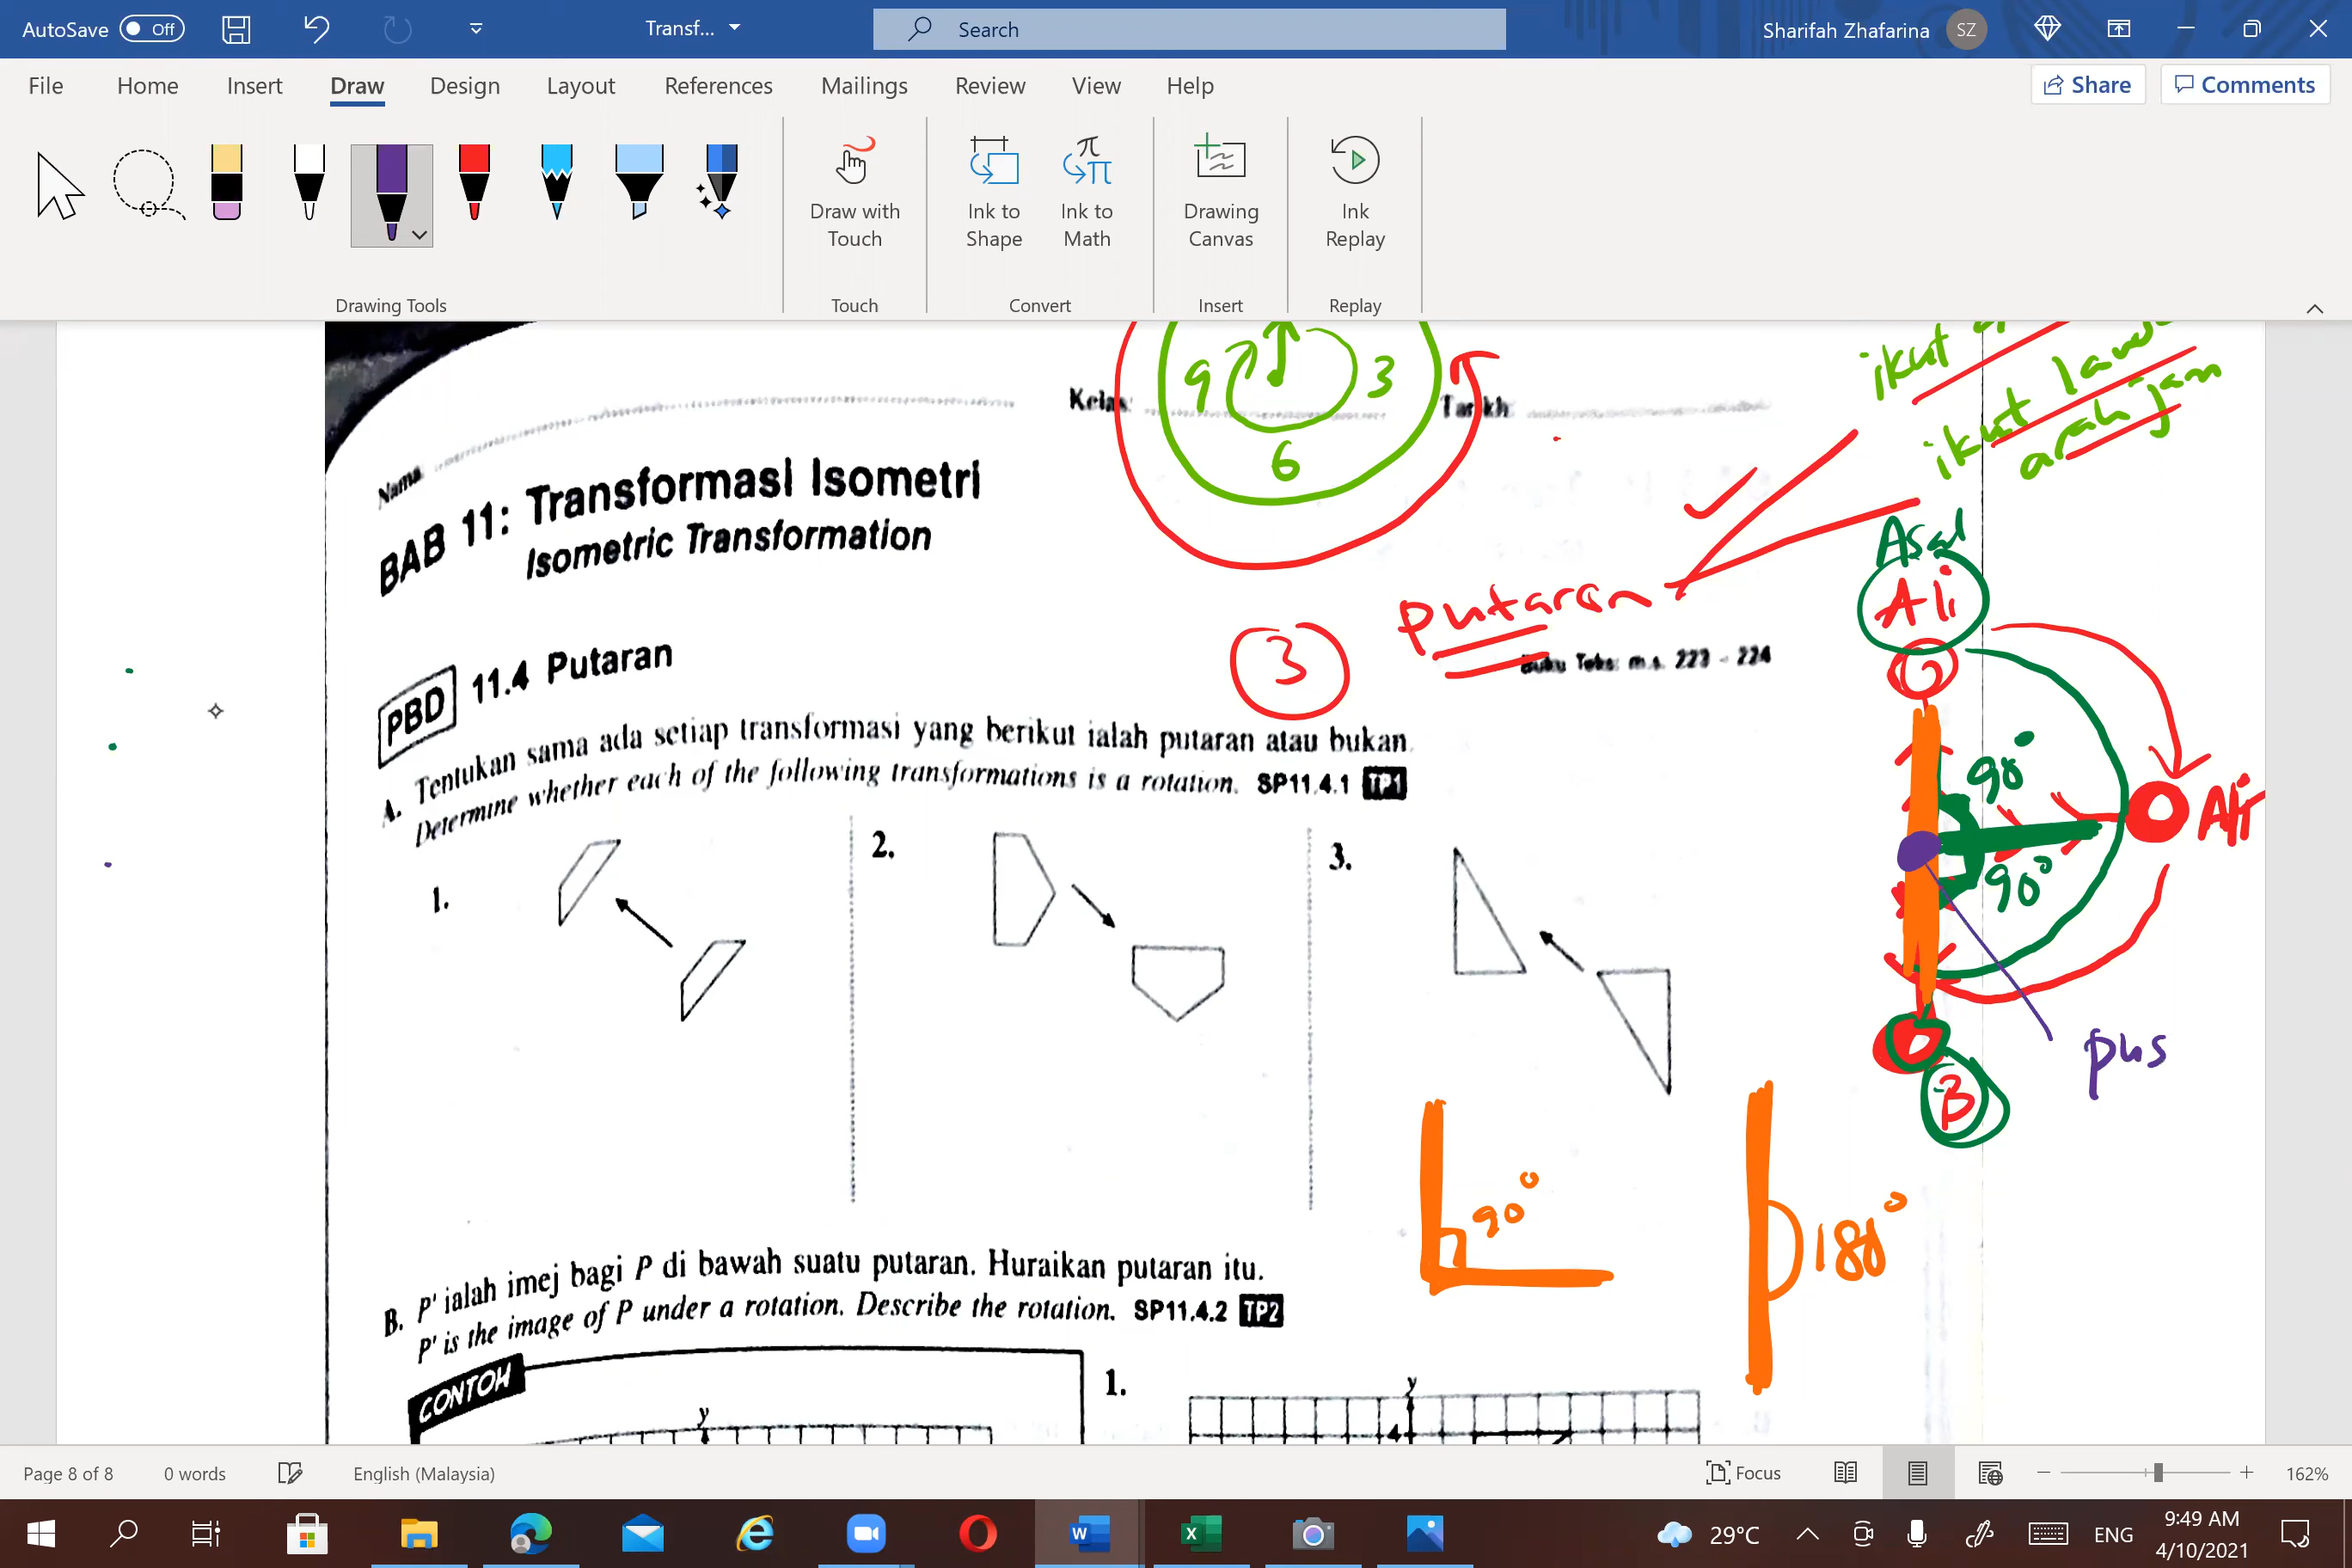 AutoSave Off Transf... Search Sharifah Zhafarina SZ
File Home Insert Draw Design Layout References Mailings Review View Help Share Comments
Draw with Touch
Ink to Shape
Ink to Math
Drawing Canvas
Ink Replay
Drawing Tools Touch Convert Insert Replay
9 3
6
ikut
ikut
arah jam
Nama Kelas: Tarikh:
BAB 11: Transformasi Isometri
Isometric Transformation
putaran
3
Asal
Ali
Buku Teks: m.s. 223 – 224
PBD 11.4 Putaran
A. Tentukan sama ada setiap transformasi yang berikut ialah putaran atau bukan.
Determine whether each of the following transformations is a rotation. SP11.4.1 TP1
90°
Ali
90°
1. 2. 3.
pus
B
90°
180°
B. P' ialah imej bagi P di bawah suatu putaran. Huraikan putaran itu.
P' is the image of P under a rotation. Describe the rotation. SP11.4.2 TP2
CONTOH
1.
y
y
4
Page 8 of 8 0 words English (Malaysia) Focus 162%
29°C ENG 9:49 AM
4/10/2021